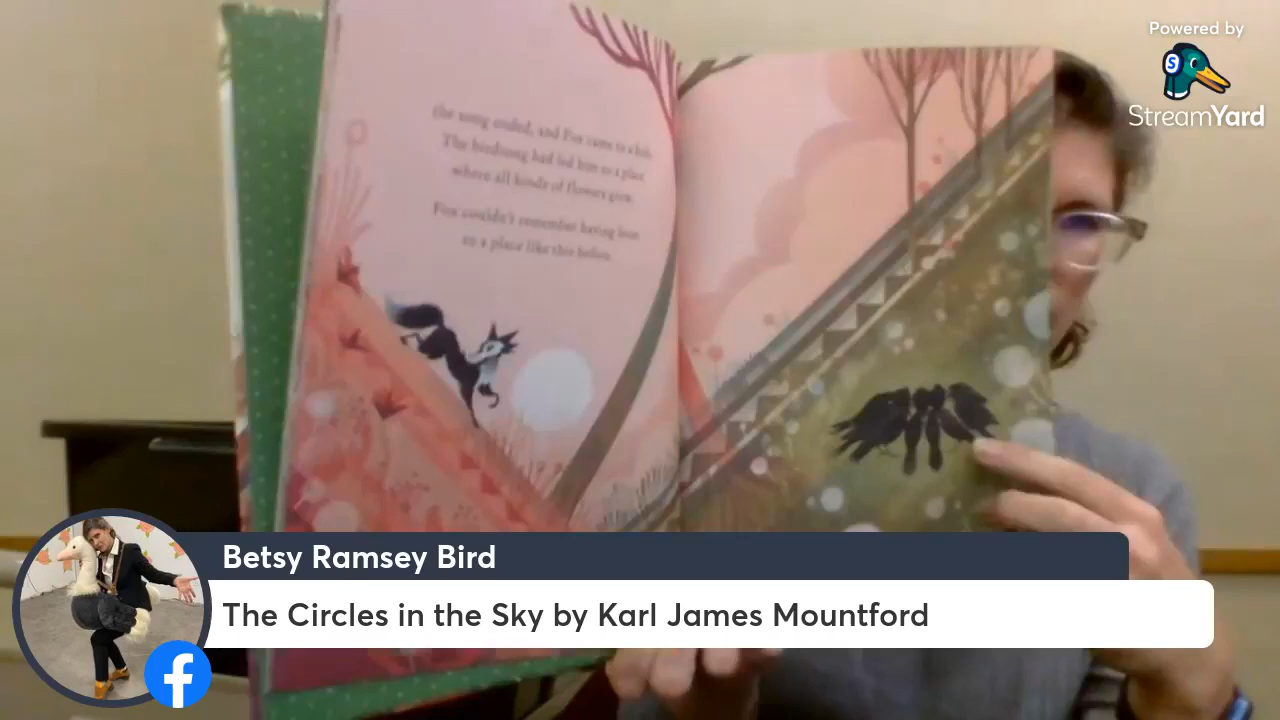 Powered by
StreamYard
the song ended, and Fox came to a hill.
The birdsong had led him to a place
where all kinds of flowers grew.
Fox couldn't remember having been
to a place like this before.
Betsy Ramsey Bird
The Circles in the Sky by Karl James Mountford